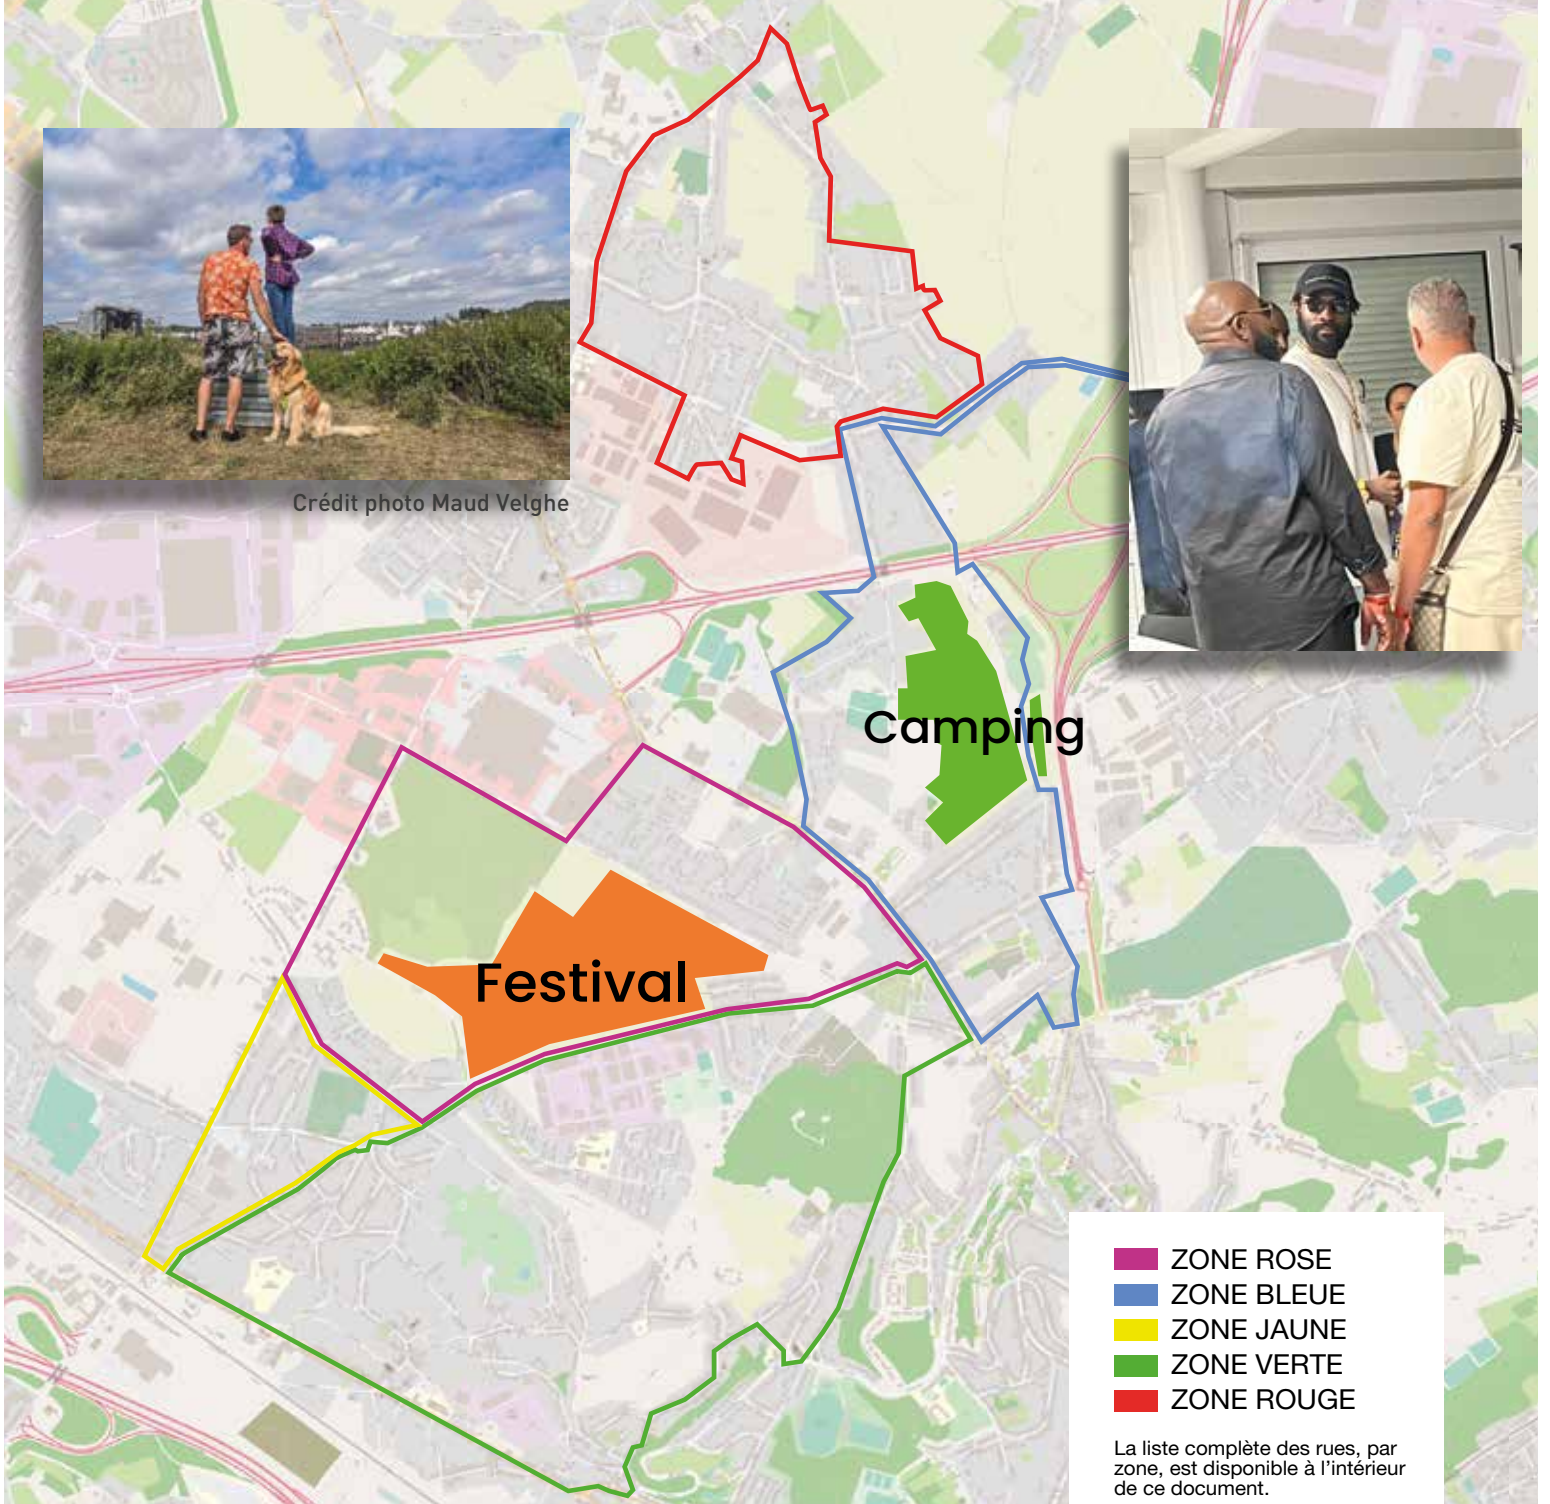 Crédit photo Maud Velghe
Camping
Festival
ZONE ROSE
ZONE BLEUE
ZONE JAUNE
ZONE VERTE
ZONE ROUGE
La liste complète des rues, par
zone, est disponible à l'intérieur
de ce document.